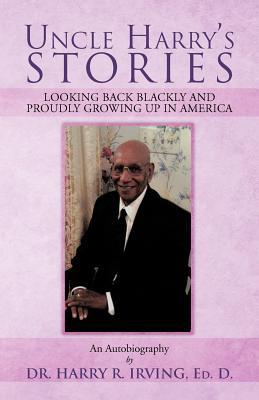 UNCLE HARRY'S
STORIES
LOOKING BACK BLACKLY AND
PROUDLY GROWING UP IN AMERICA
An Autobiography
by
DR. HARRY R. IRVING, ED. D.